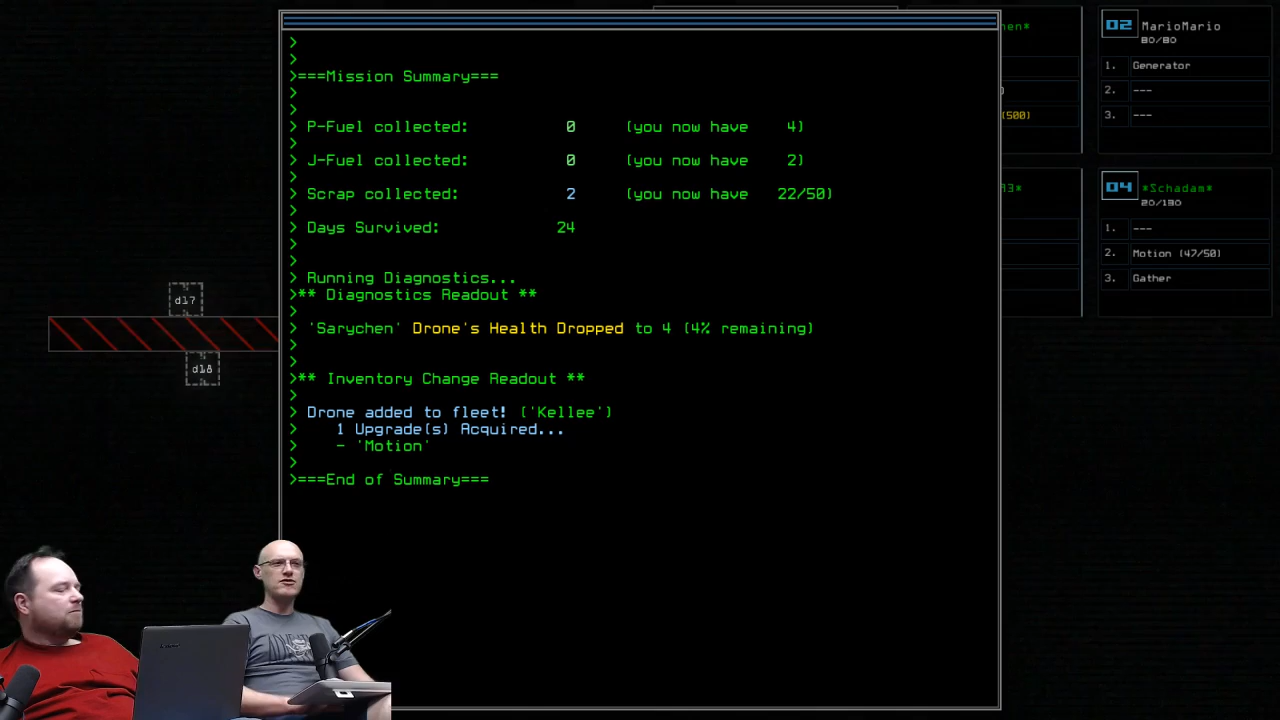 ===Mission Summary===
P-Fuel collected: 0 (you now have 4)
J-Fuel collected: 0 (you now have 2)
Scrap collected: 2 (you now have 22/50)
Days Survived: 24
Running Diagnostics...
** Diagnostics Readout **
'Sarychen' Drone's Health Dropped to 4 (4% remaining)
** Inventory Change Readout **
Drone added to fleet! ('Kellee')
1 Upgrade(s) Acquired...
- 'Motion'
===End of Summary===
d17
d18
hen*
(500)
02 MarioMario
80/80
1. Generator
2. ---
3. ---
04 *Schadam*
20/130
1. ---
2. Motion (47/50)
3. Gather